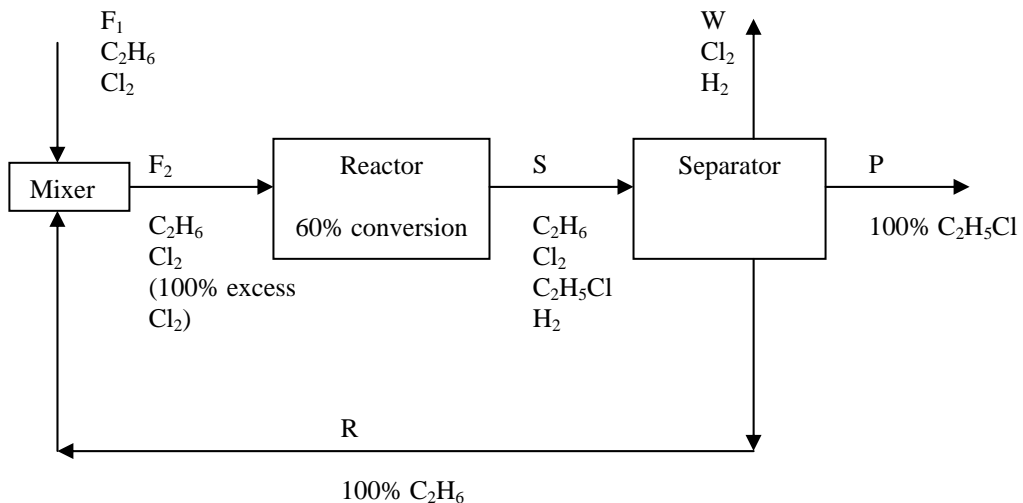 F₁
C₂H₆
Cl₂
W
Cl₂
H₂
Mixer
F₂
C₂H₆
Cl₂
(100% excess
Cl₂)
Reactor
60% conversion
S
C₂H₆
Cl₂
C₂H₅Cl
H₂
Separator
P
100% C₂H₅Cl
R
100% C₂H₆